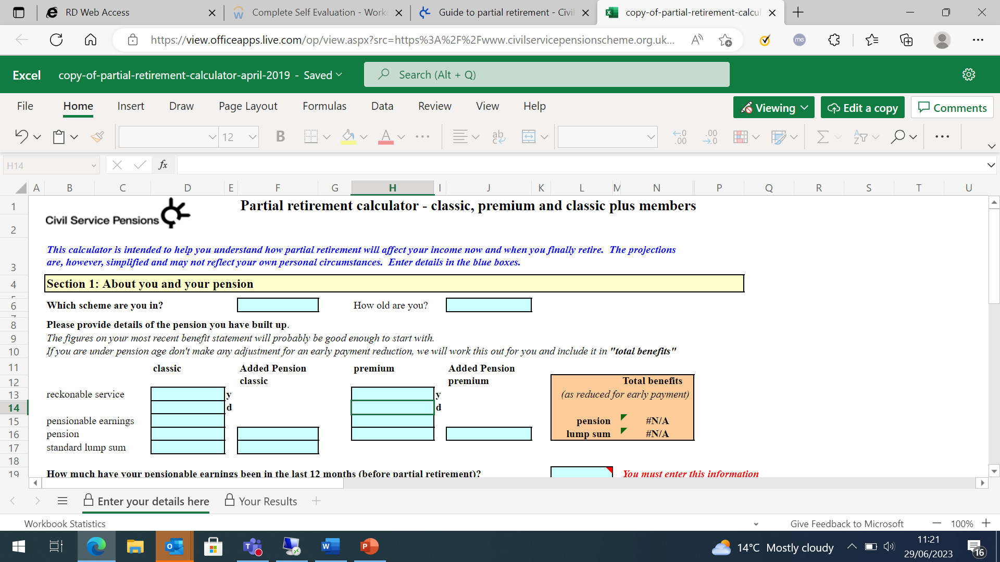 RD Web Access
Complete Self Evaluation - Work
Guide to partial retirement - Civi
copy-of-partial-retirement-calcul
https://view.officeapps.live.com/op/view.aspx?src=https%3A%2F%2Fwww.civilservicepensionscheme.org.uk...
me
Excel
copy-of-partial-retirement-calculator-april-2019 - Saved
Search (Alt + Q)
File Home Insert Draw Page Layout Formulas Data Review View Help
Viewing
Edit a copy
Comments
12
B
A
ab
.00
.00
H14
fx
A B C D E F G H I J K L M N P Q R S T U
1
Partial retirement calculator - classic, premium and classic plus members
Civil Service Pensions
2
This calculator is intended to help you understand how partial retirement will affect your income now and when you finally retire. The projections
3 are, however, simplified and may not reflect your own personal circumstances. Enter details in the blue boxes.
4 Section 1: About you and your pension
6 Which scheme are you in? How old are you?
8 Please provide details of the pension you have built up.
9 The figures on your most recent benefit statement will probably be good enough to start with.
10 If you are under pension age don't make any adjustment for an early payment reduction, we will work this out for you and include it in "total benefits"
11 classic Added Pension premium Added Pension
12 classic premium Total benefits
13 reckonable service y y (as reduced for early payment)
14 d d
15 pensionable earnings pension #N/A
16 pension lump sum #N/A
17 standard lump sum
18
19 How much have your pensionable earnings been in the last 12 months (before partial retirement)? You must enter this information
Enter your details here
Your Results
Workbook Statistics
Give Feedback to Microsoft
100%
14°C Mostly cloudy
11:21
29/06/2023
16